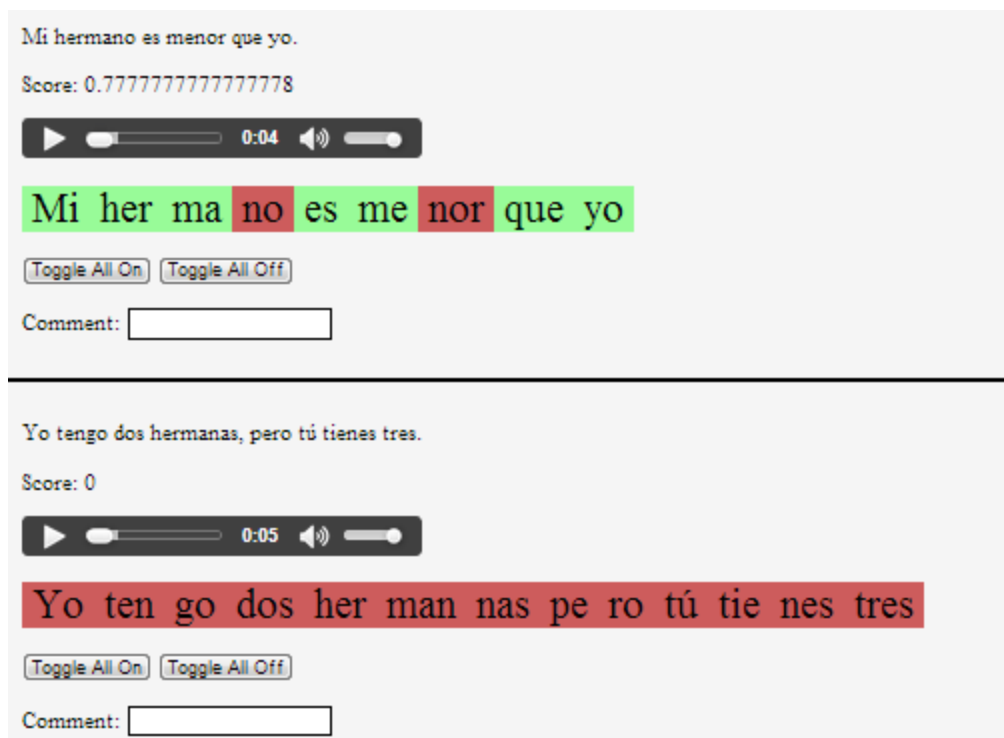 Mi hermano es menor que yo.
Score: 0.7777777777777778
0:04
Mi her ma no es me nor que yo
Toggle All On Toggle All Off
Comment:
Yo tengo dos hermanas, pero tú tienes tres.
Score: 0
0:05
Yo ten go dos her man nas pe ro tú tie nes tres
Toggle All On Toggle All Off
Comment: